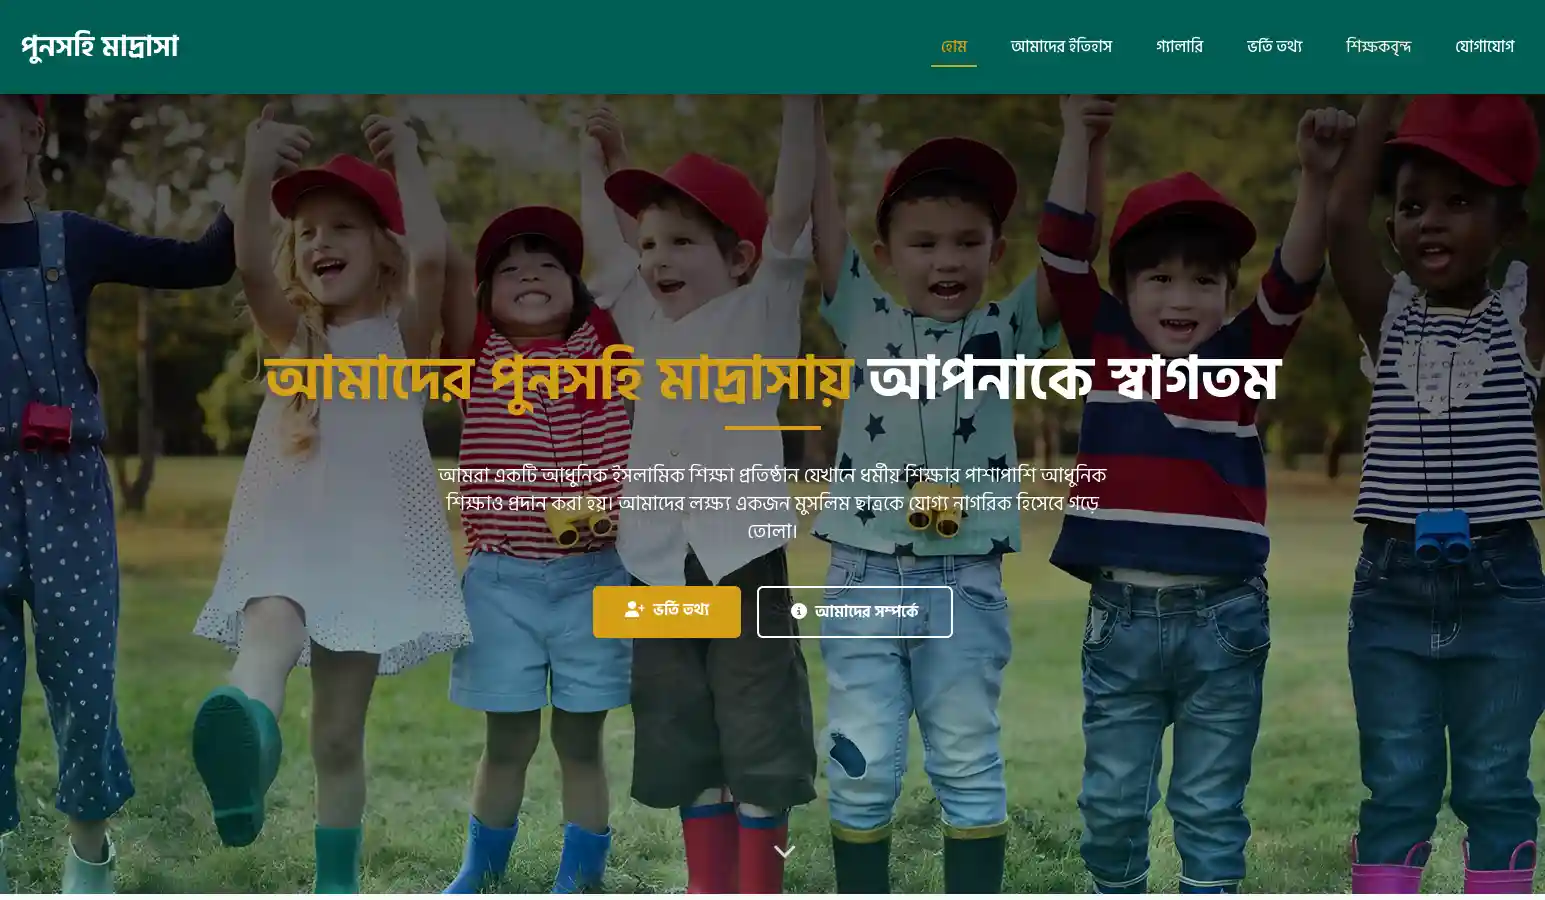 পুনসহি মাদ্রাসা
হোম
আমাদের ইতিহাস
গ্যালারি
ভর্তি তথ্য
শিক্ষকবৃন্দ
যোগাযোগ
আমাদের পুনসহি মাদ্রাসায় আপনাকে স্বাগতম
আমরা একটি আধুনিক ইসলামিক শিক্ষা প্রতিষ্ঠান যেখানে ধর্মীয় শিক্ষার পাশাপাশি আধুনিক
শিক্ষাও প্রদান করা হয়। আমাদের লক্ষ্য একজন মুসলিম ছাত্রকে যোগ্য নাগরিক হিসেবে গড়ে
তোলা।
ভর্তি তথ্য
আমাদের সম্পর্কে